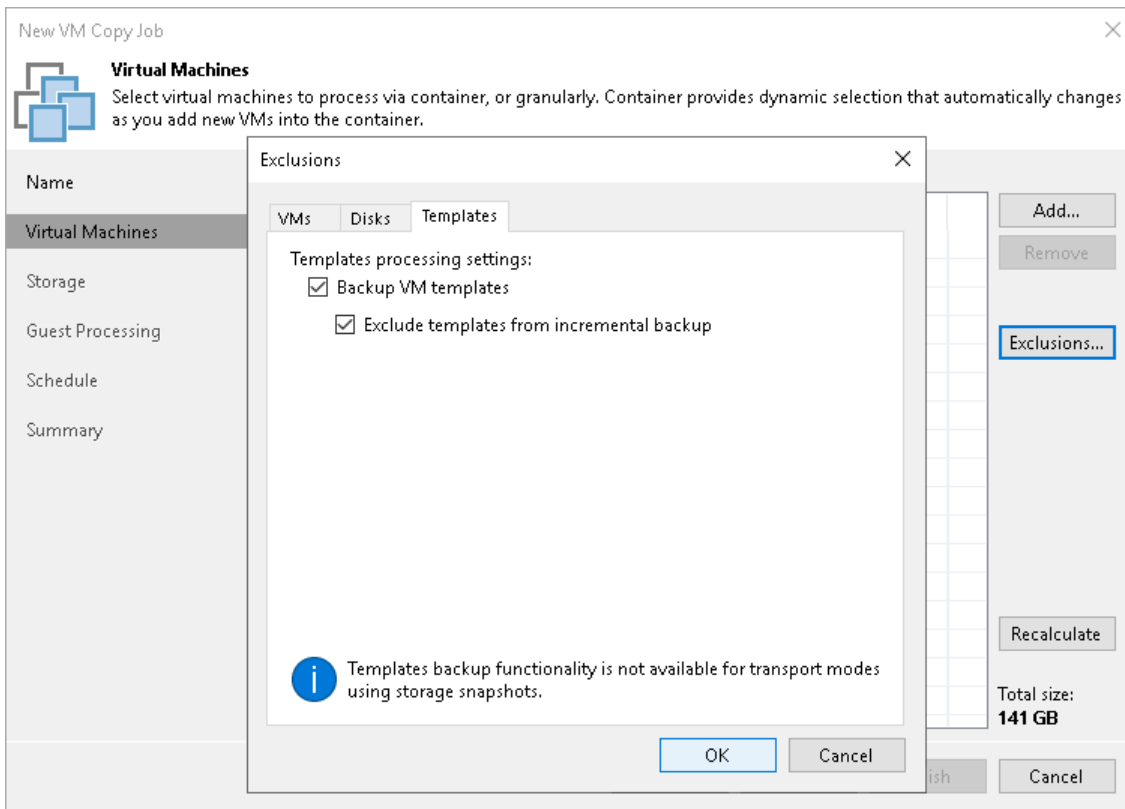 New VM Copy Job
Virtual Machines
Select virtual machines to process via container, or granularly. Container provides dynamic selection that automatically changes
as you add new VMs into the container.
Name
Virtual Machines
Storage
Guest Processing
Schedule
Summary
Exclusions
VMs
Disks
Templates
Templates processing settings:
Backup VM templates
Exclude templates from incremental backup
Templates backup functionality is not available for transport modes
using storage snapshots.
OK
Cancel
Add...
Remove
Exclusions...
Recalculate
Total size:
141 GB
Cancel